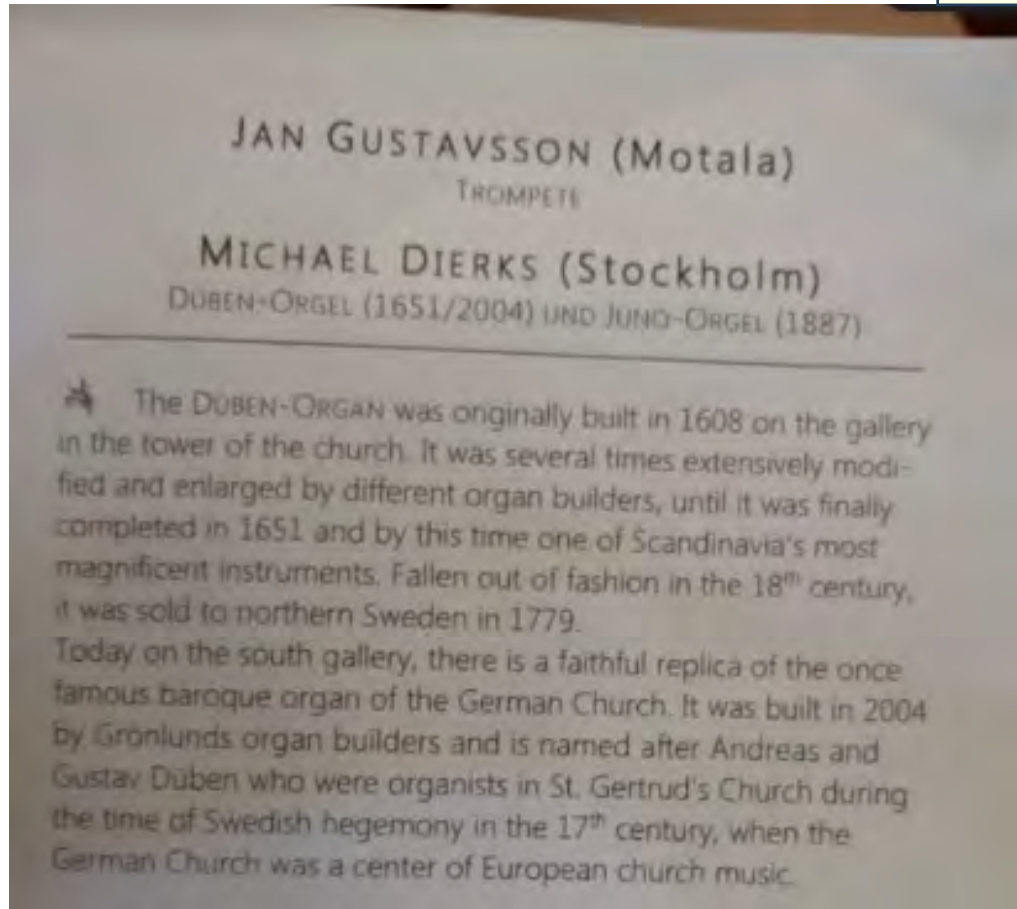 JAN GUSTAVSSON (Motala)
TROMPETE
MICHAEL DIERKS (Stockholm)
DÜBEN-ORGEL (1651/2004) UND JUNO-ORGEL (1887)
The DÜBEN-ORGAN was originally built in 1608 on the gallery
in the tower of the church. It was several times extensively modi-
fied and enlarged by different organ builders, until it was finally
completed in 1651 and by this time one of Scandinavia's most
magnificent instruments. Fallen out of fashion in the 18th century,
it was sold to northern Sweden in 1779.
Today on the south gallery, there is a faithful replica of the once
famous baroque organ of the German Church. It was built in 2004
by Grönlunds organ builders and is named after Andreas and
Gustav Düben who were organists in St. Gertrud's Church during
the time of Swedish hegemony in the 17th century, when the
German Church was a center of European church music.